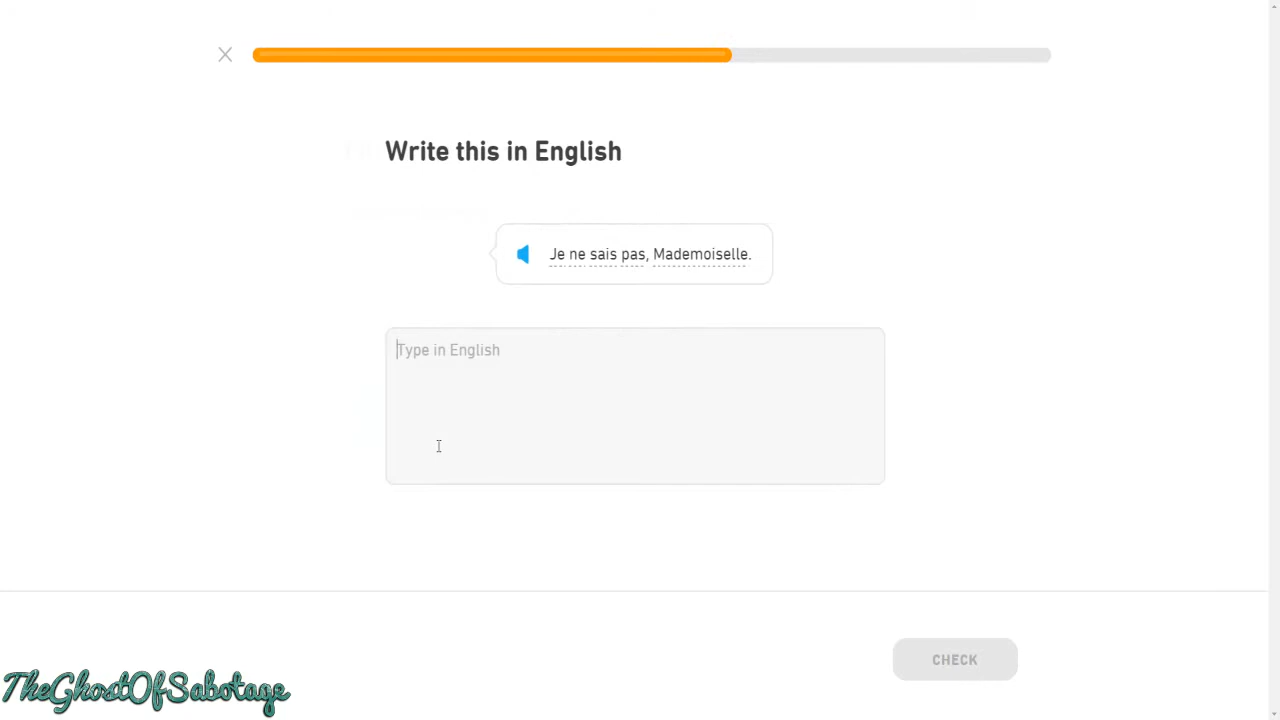 Write this in English
Je ne sais pas, Mademoiselle.
Type in English
CHECK
TheGhostOfSabotage